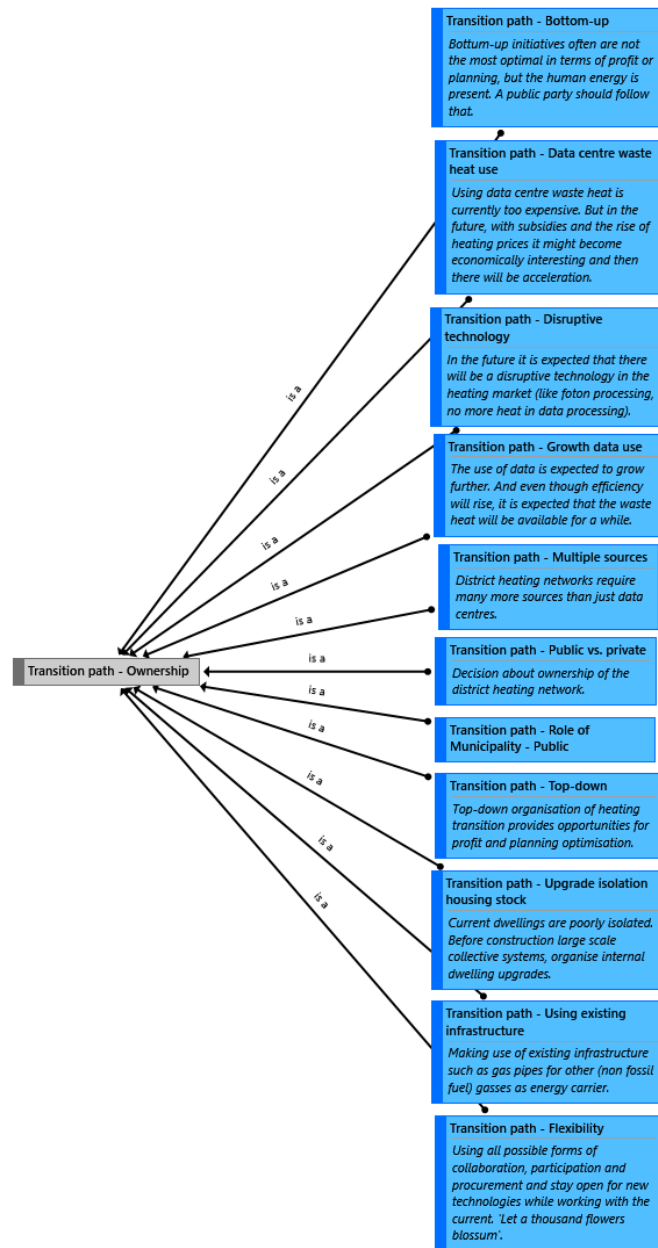 Transition path - Bottom-up
Bottum-up initiatives often are not
the most optimal in terms of profit or
planning, but the human energy is
present. A public party should follow
that.
Transition path - Data centre waste
heat use
Using data centre waste heat is
currently too expensive. But in the
future, with subsidies and the rise of
heating prices it might become
economically interesting and then
there will be acceleration.
Transition path - Disruptive
technology
In the future it is expected that there
will be a disruptive technology in the
heating market (like foton processing,
no more heat in data processing).
Transition path - Growth data use
The use of data is expected to grow
further. And even though efficiency
will rise, it is expected that the waste
heat will be available for a while.
Transition path - Multiple sources
District heating networks require
many more sources than just data
centres.
Transition path - Public vs. private
Decision about ownership of the
district heating network.
Transition path - Role of
Municipality - Public
Transition path - Top-down
Top-down organisation of heating
transition provides opportunities for
profit and planning optimisation.
Transition path - Upgrade isolation
housing stock
Current dwellings are poorly isolated.
Before construction large scale
collective systems, organise internal
dwelling upgrades.
Transition path - Using existing
infrastructure
Making use of existing infrastructure
such as gas pipes for other (non fossil
fuel) gasses as energy carrier.
Transition path - Flexibility
Using all possible forms of
collaboration, participation and
procurement and stay open for new
technologies while working with the
current. 'Let a thousand flowers
blossum'.
is a
is a
is a
is a
is a
is a
is a
is a
is a
is a
is a
Transition path - Ownership